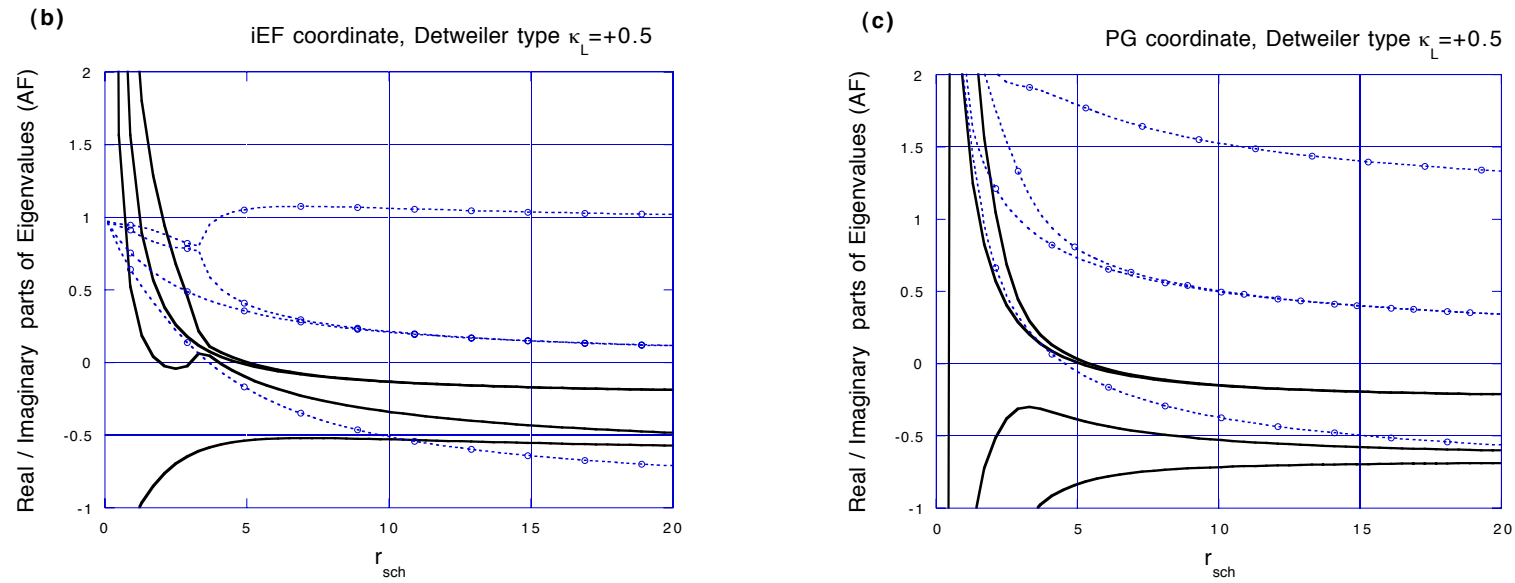 (b)
iEF coordinate, Detweiler type κL=+0.5
Real / Imaginary parts of Eigenvalues (AF)
2
1.5
1
0.5
0
-0.5
-1
0 5 10 15 20
rsch
(c)
PG coordinate, Detweiler type κL=+0.5
Real / Imaginary parts of Eigenvalues (AF)
2
1.5
1
0.5
0
-0.5
-1
0 5 10 15 20
rsch